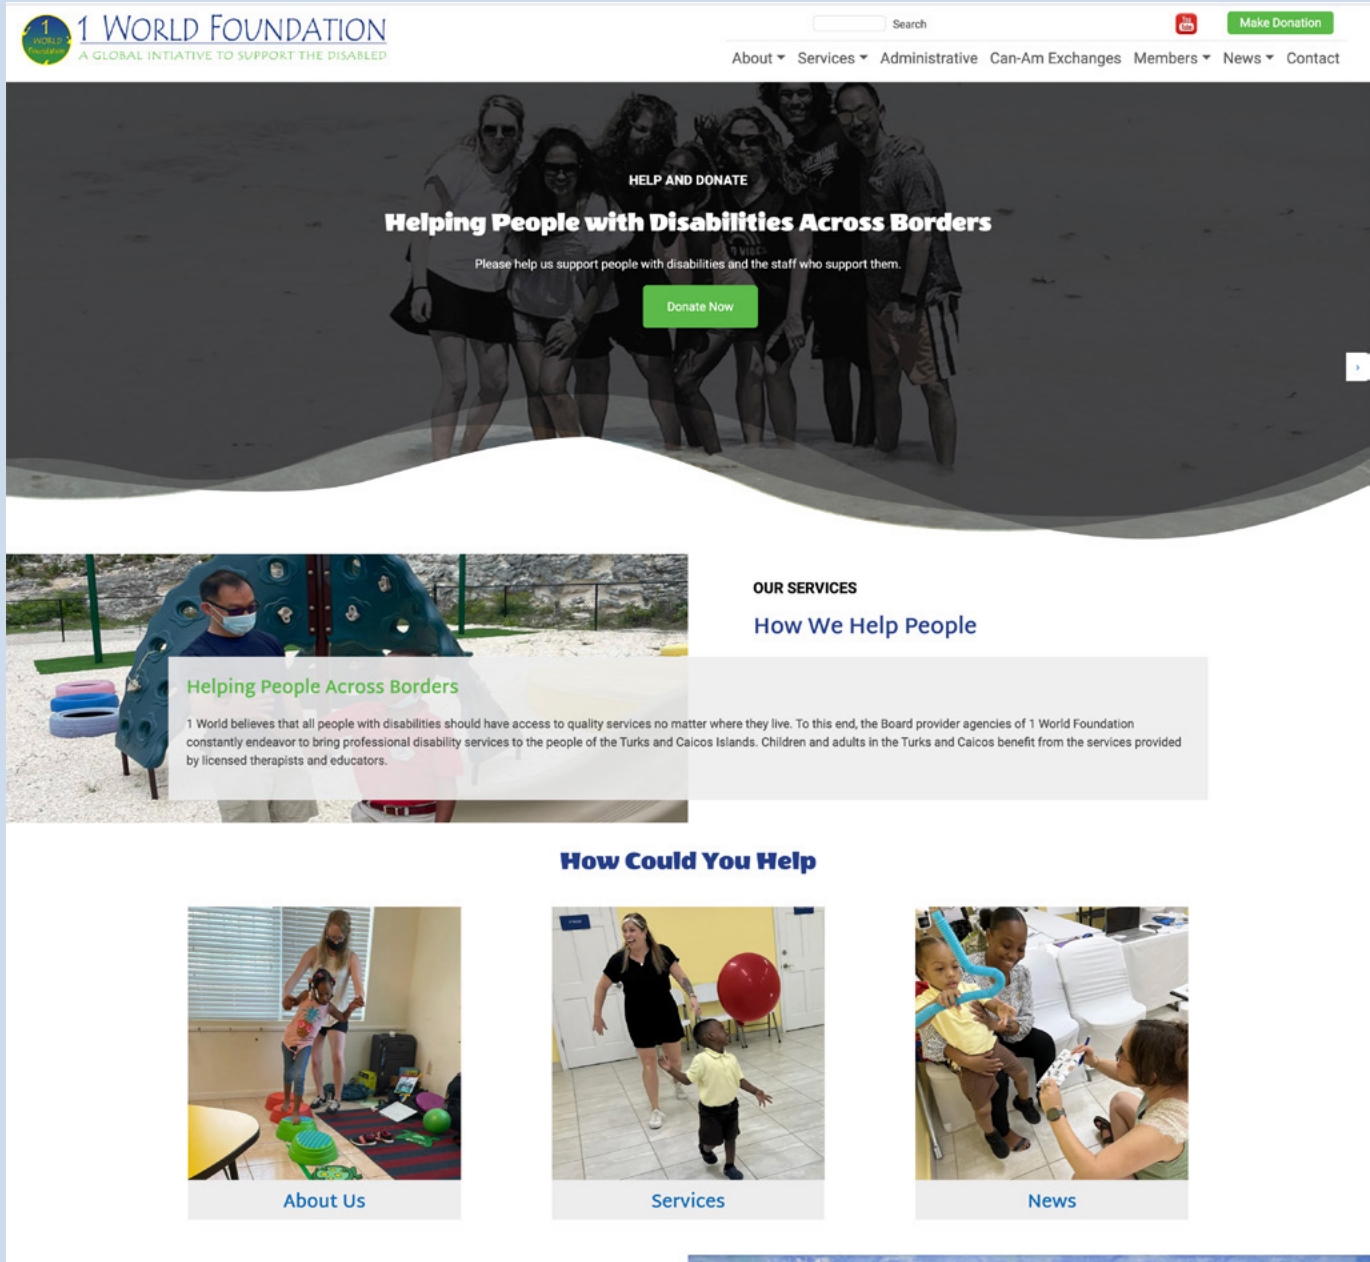 1 WORLD Foundation
1 WORLD FOUNDATION
A GLOBAL INTIATIVE TO SUPPORT THE DISABLED
Search
You Tube
Make Donation
About Services Administrative Can-Am Exchanges Members News Contact
HELP AND DONATE
Helping People with Disabilities Across Borders
Please help us support people with disabilities and the staff who support them.
Donate Now
OUR SERVICES
How We Help People
Helping People Across Borders
1 World believes that all people with disabilities should have access to quality services no matter where they live. To this end, the Board provider agencies of 1 World Foundation
constantly endeavor to bring professional disability services to the people of the Turks and Caicos Islands. Children and adults in the Turks and Caicos benefit from the services provided
by licensed therapists and educators.
How Could You Help
About Us
Services
News